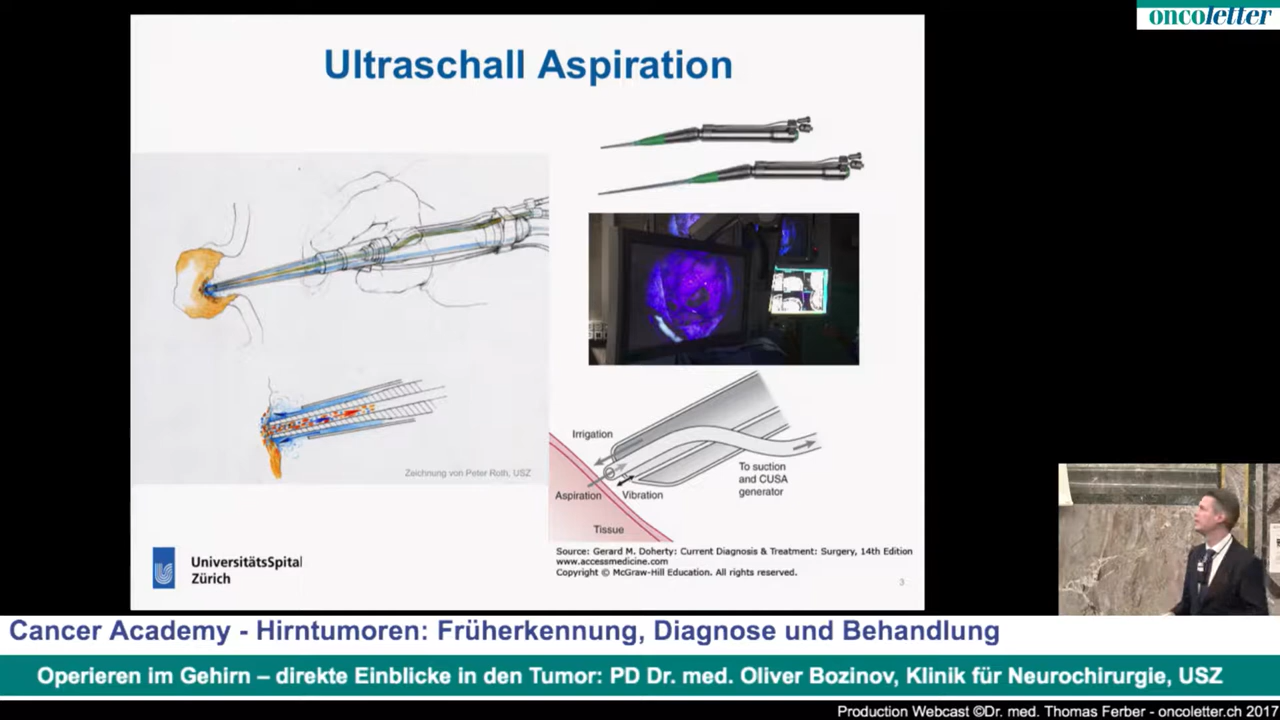 oncoletter
Ultraschall Aspiration
Zeichnung von Peter Roth, USZ
Irrigation
Aspiration
Vibration
To suction
and CUSA
generator
Tissue
Source: Gerard M. Doherty: Current Diagnosis & Treatment: Surgery, 14th Edition
www.accessmedicine.com
Copyright © McGraw-Hill Education. All rights reserved.
UniversitätsSpital
Zürich
3
Cancer Academy - Hirntumoren: Früherkennung, Diagnose und Behandlung
Operieren im Gehirn – direkte Einblicke in den Tumor: PD Dr. med. Oliver Bozinov, Klinik für Neurochirurgie, USZ
Production Webcast ©Dr. med. Thomas Ferber - oncoletter.ch 2017